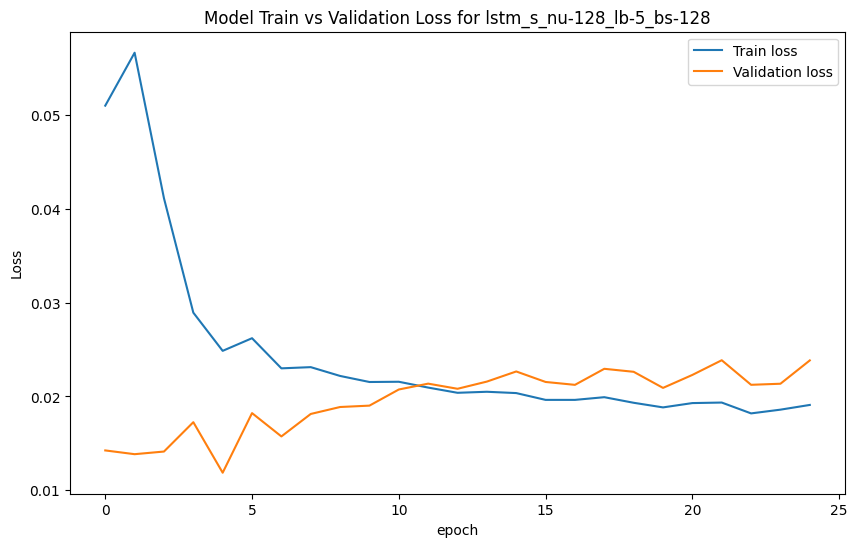 Model Train vs Validation Loss for lstm_s_nu-128_lb-5_bs-128
Train loss
Validation loss
0.05
0.04
0.03
0.02
0.01
Loss
0
5
10
15
20
25
epoch